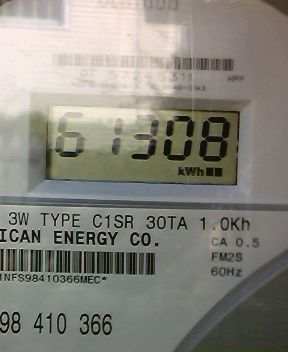 61308
kWh
3W TYPE C1SR 30TA 1.0Kh
ICAN ENERGY CO.
CA 0.5
FM2S
60Hz
1NFS98410366MEC*
98 410 366